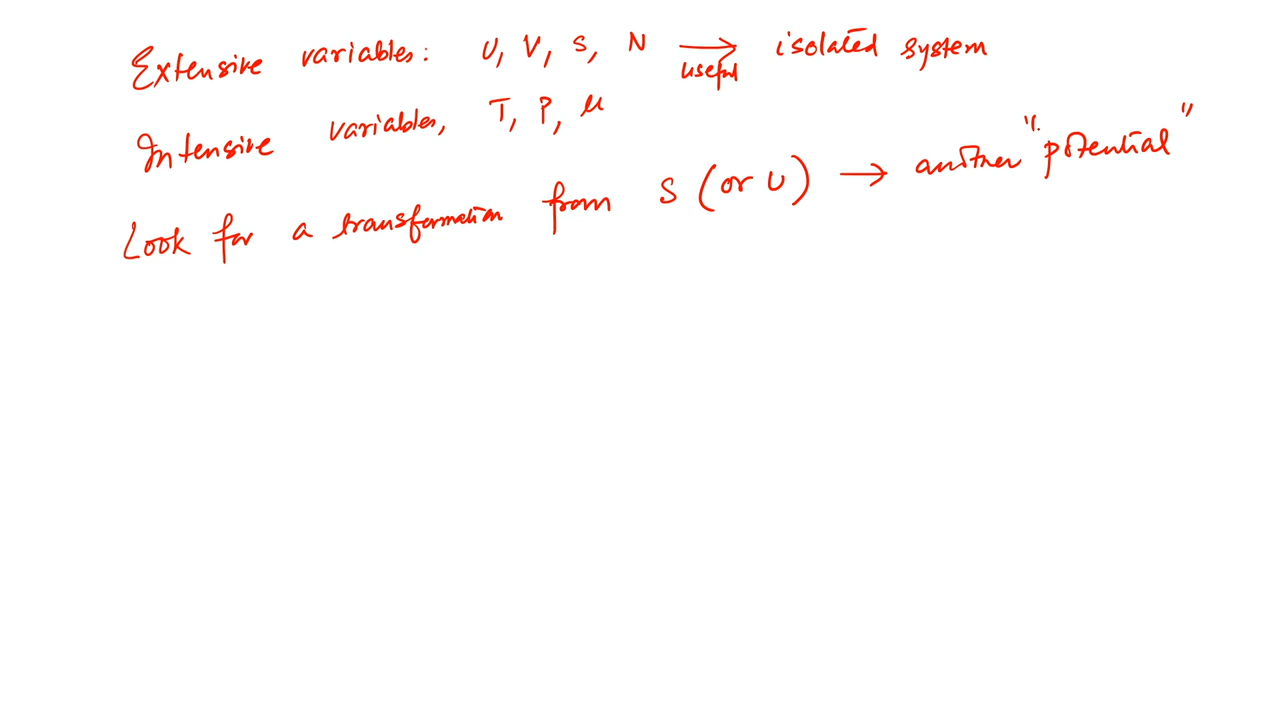 Extensive variables: U, V, S, N → useful isolated system
Intensive variables, T, P, μ
Look for a transformation from S (or U) → another "potential"